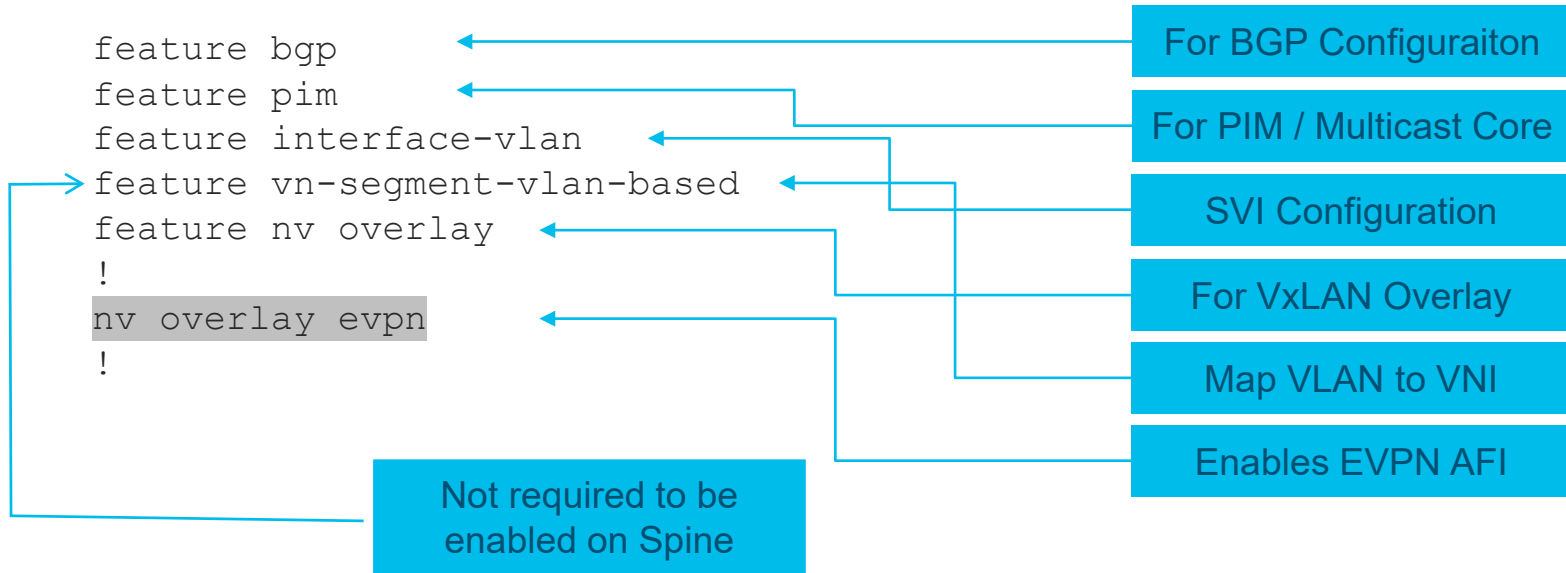 feature bgp
feature pim
feature interface-vlan
feature vn-segment-vlan-based
feature nv overlay
!
nv overlay evpn
!
For BGP Configuraiton
For PIM / Multicast Core
SVI Configuration
For VxLAN Overlay
Map VLAN to VNI
Enables EVPN AFI
Not required to be
enabled on Spine